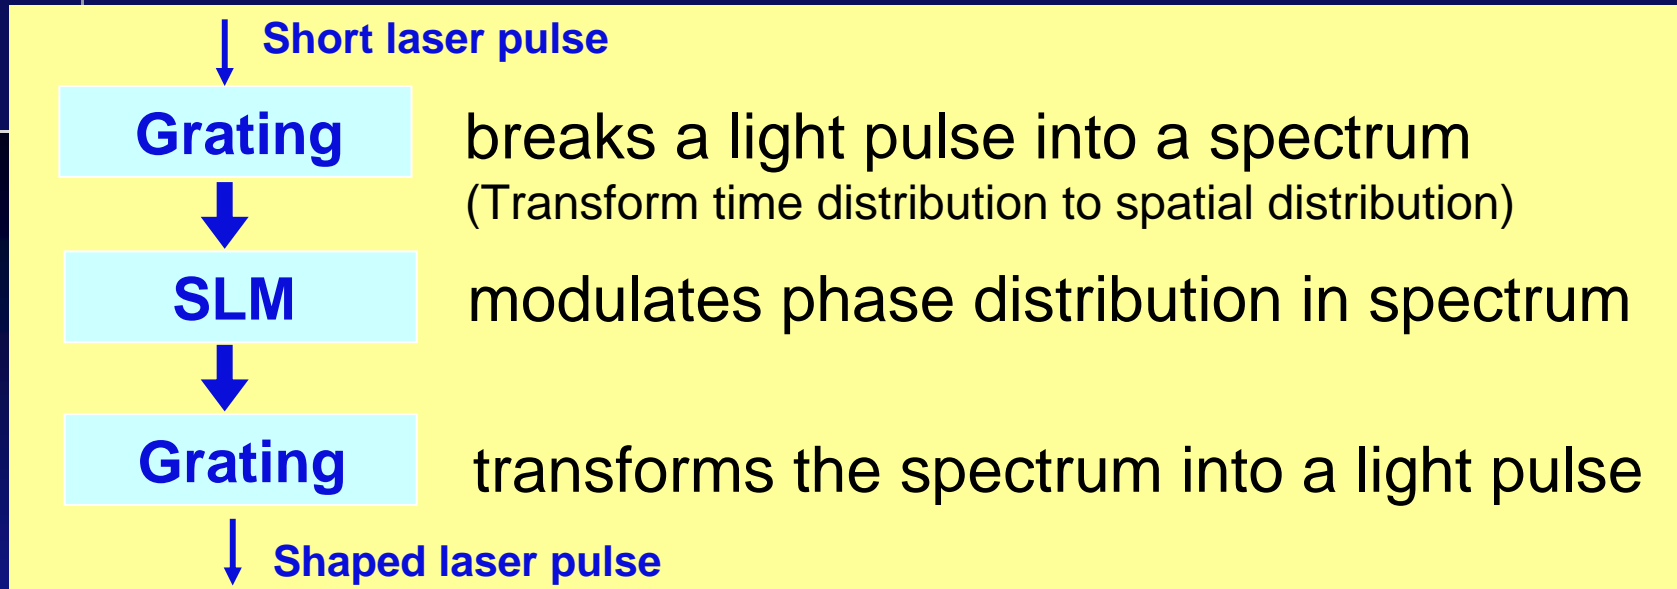 Short laser pulse
Grating
breaks a light pulse into a spectrum
(Transform time distribution to spatial distribution)
SLM
modulates phase distribution in spectrum
Grating
transforms the spectrum into a light pulse
Shaped laser pulse